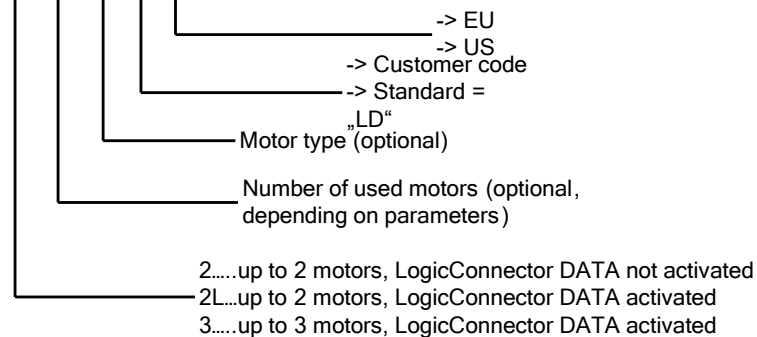 -> EU
-> US
-> Customer code
-> Standard =
„LD“
Motor type (optional)
Number of used motors (optional,
depending on parameters)
2.....up to 2 motors, LogicConnector DATA not activated
2L...up to 2 motors, LogicConnector DATA activated
3.....up to 3 motors, LogicConnector DATA activated